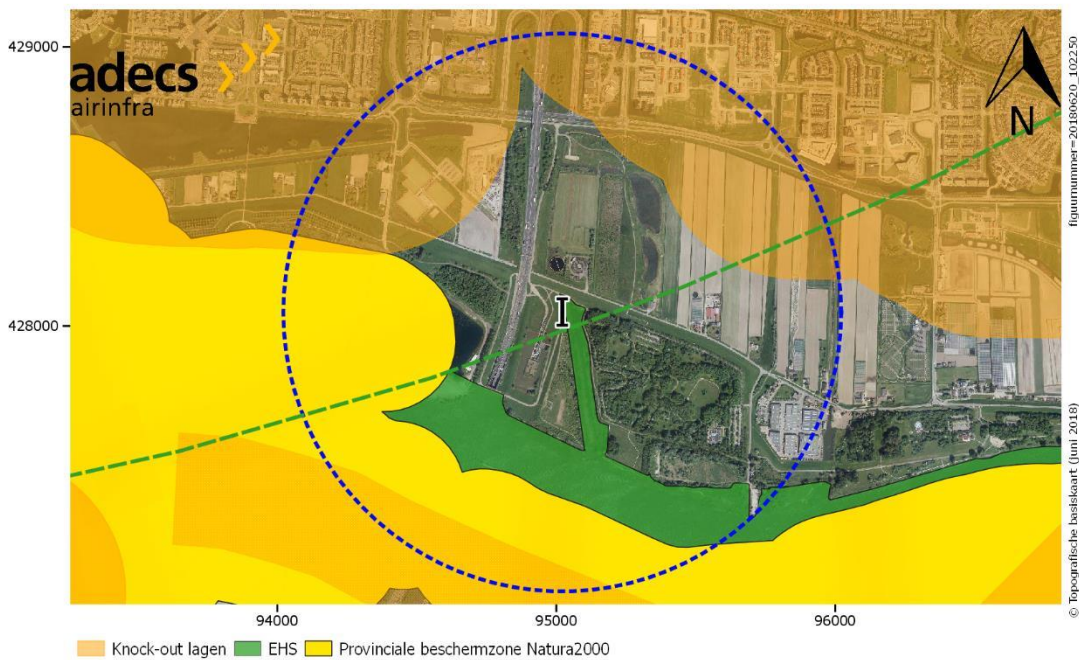 429000
adecs
airinfra
N
figuurnummer=20180620_102250
I
428000
© Topografische basiskaart (juni 2018)
94000
95000
96000
Knock-out lagen
EHS
Provinciale beschermzone Natura2000